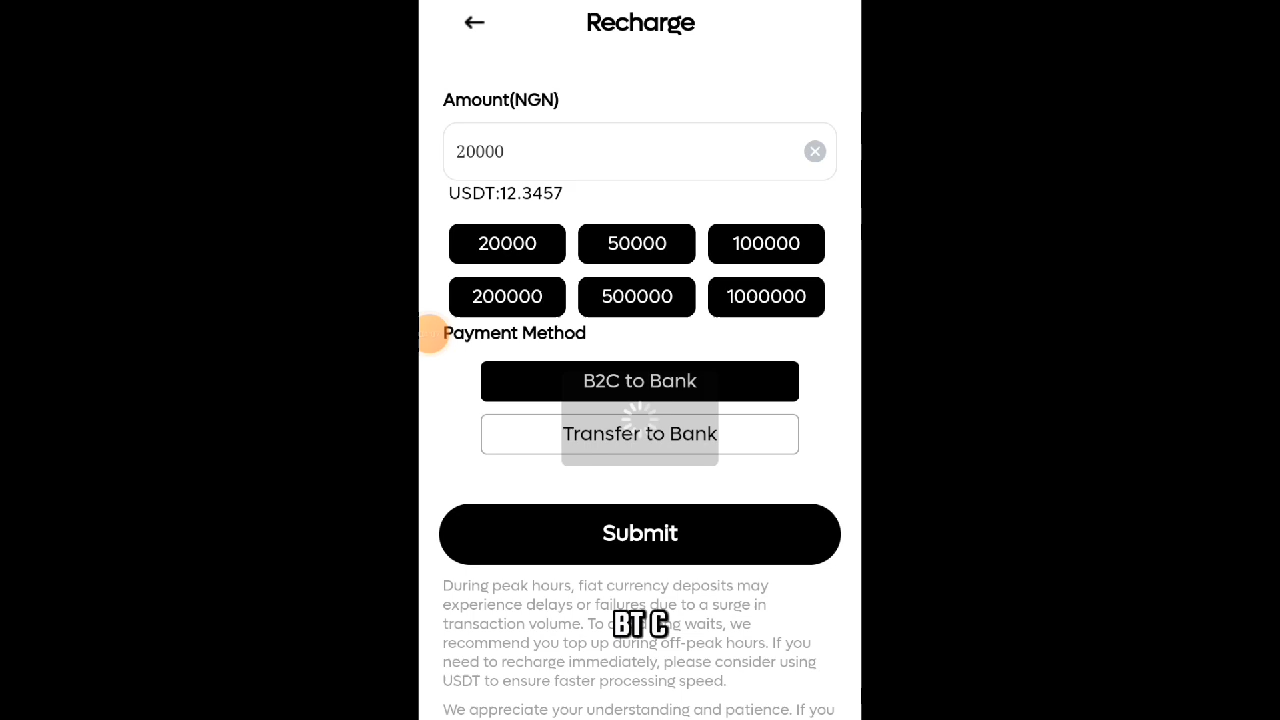 Recharge
Amount(NGN)
20000
USDT:12.3457
20000 50000 100000
200000 500000 1000000
Payment Method
B2C to Bank
Transfer to Bank
Submit
During peak hours, fiat currency deposits may
experience delays or failures due to a surge in
transaction volume. To waits, we
BTC
recommend you top up during off-peak hours. If you
need to recharge immediately, please consider using
USDT to ensure faster processing speed.
We appreciate your understanding and patience. If you